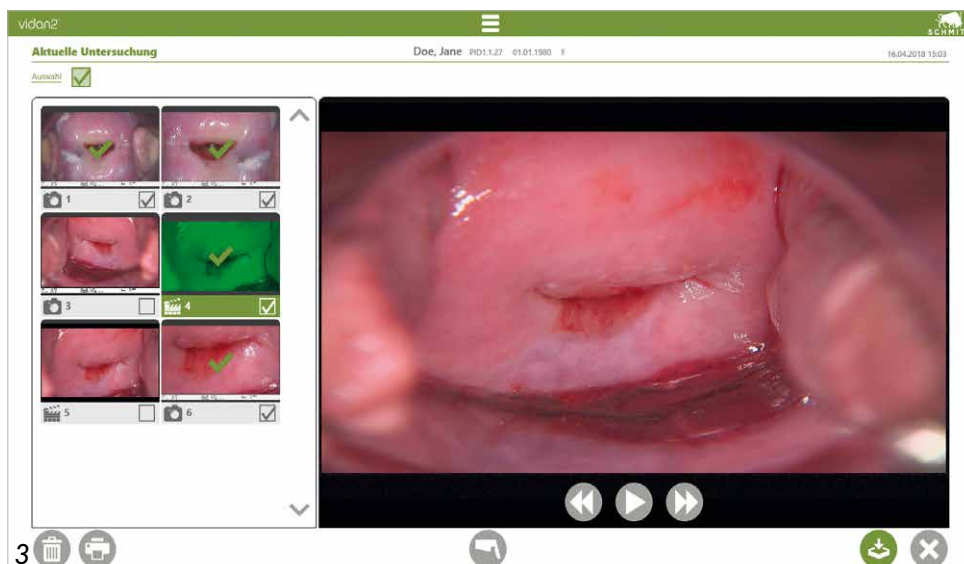 vidan2
SCHMIT
Aktuelle Untersuchung
Doe, Jane PID1.1.27 01.01.1980 F
16.04.2018 15:03
Auswahl
1
2
3
4
5
6
3